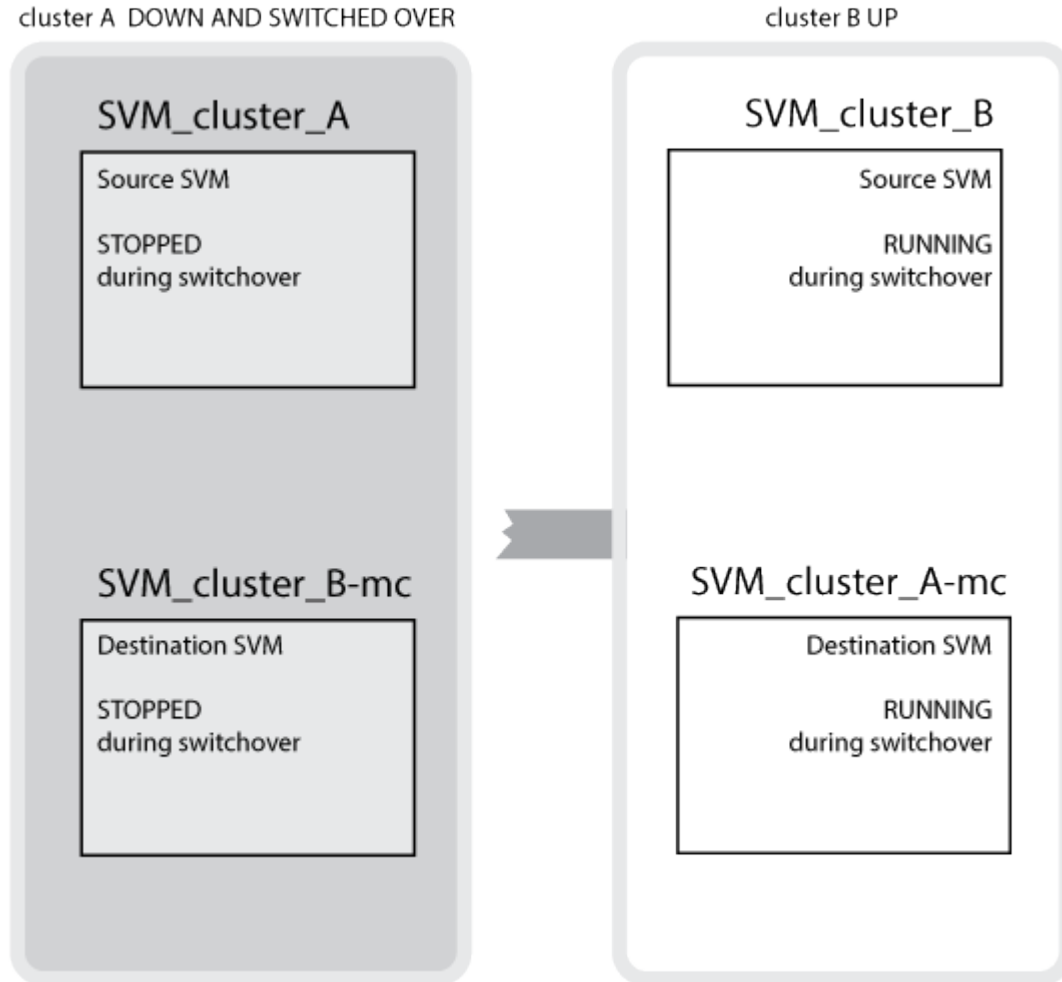 cluster A  DOWN AND SWITCHED OVER
SVM_cluster_A
Source SVM
STOPPED
during switchover
SVM_cluster_B-mc
Destination SVM
STOPPED
during switchover
cluster B UP
SVM_cluster_B
Source SVM
RUNNING
during switchover
SVM_cluster_A-mc
Destination SVM
RUNNING
during switchover